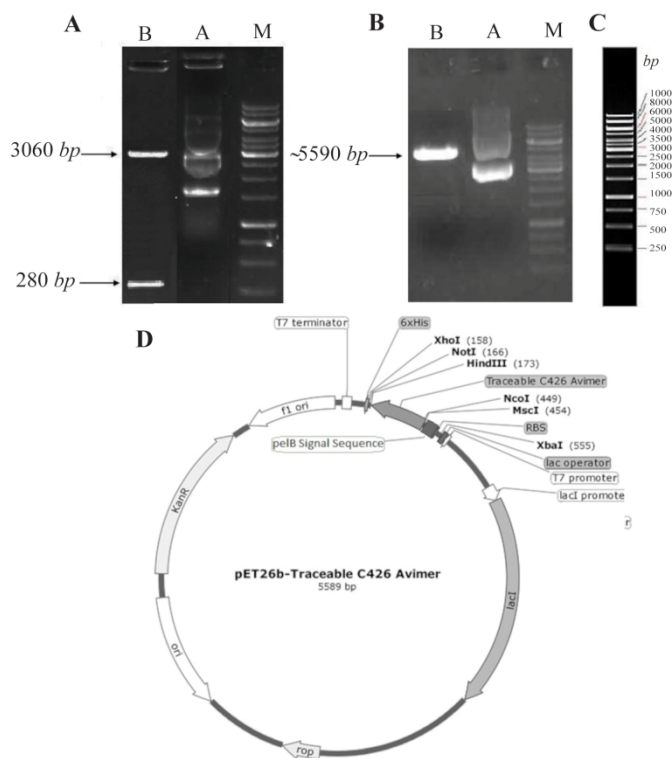 A
B
A
M
B
B
A
M
C
bp
3060 bp
280 bp
~5590 bp
1000
8000
6000
5000
4000
3500
3000
2500
2000
1500
1000
750
500
250
D
T7 terminator
6xHis
XhoI (158)
NotI (166)
HindIII (173)
Traceable C426 Avimer
NcoI (449)
MscI (454)
RBS
XbaI (555)
lac operator
T7 promoter
lacI promote
r
pelB Signal Sequence
f1 ori
KanR
ori
rop
lacI
pET26b-Traceable C426 Avimer
5589 bp